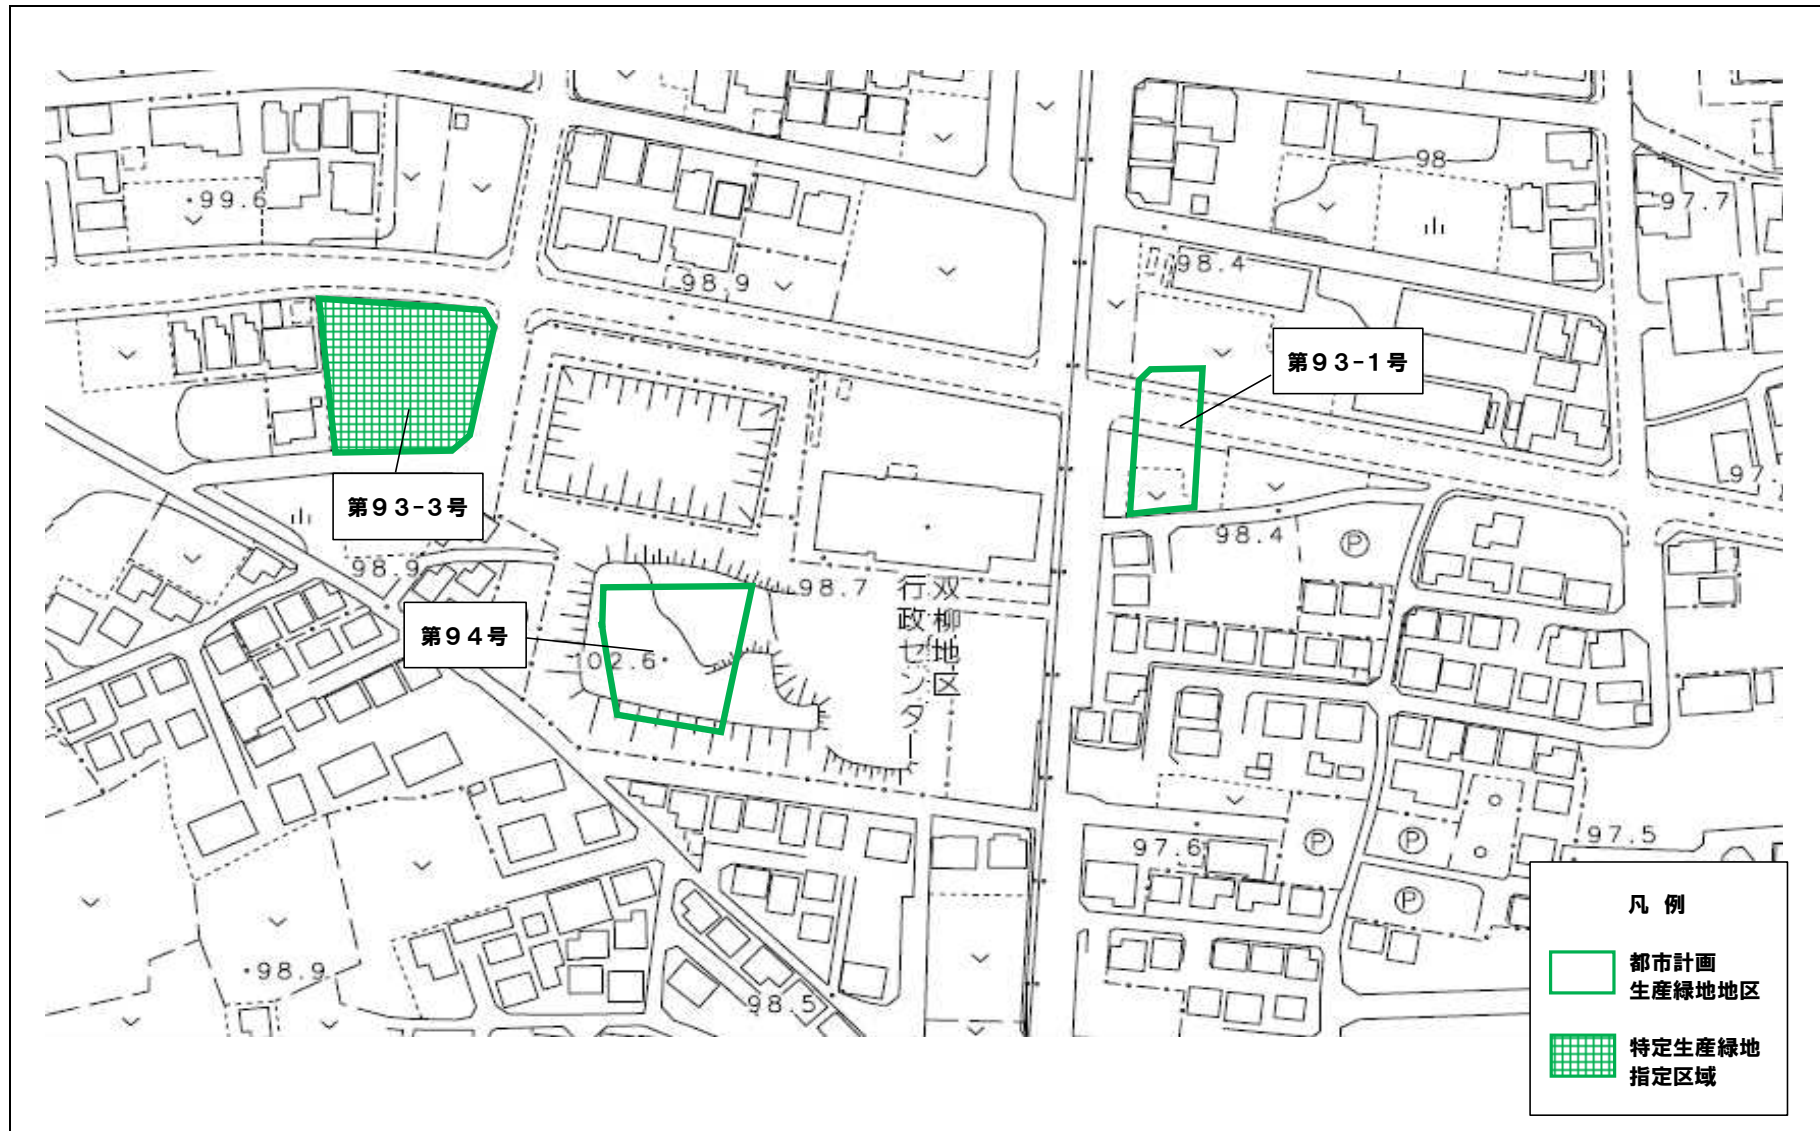 98
・99.6
97.7
98.4
98.9
第93-1号
第93-3号
97.
98.4
Ⓟ
98.9
98.7
双柳地区
行政センター
第94号
102.6・
97.5
97.6
Ⓟ
Ⓟ
Ⓟ
・98.9
98.5
凡 例
都市計画
生産緑地地区
特定生産緑地
指定区域